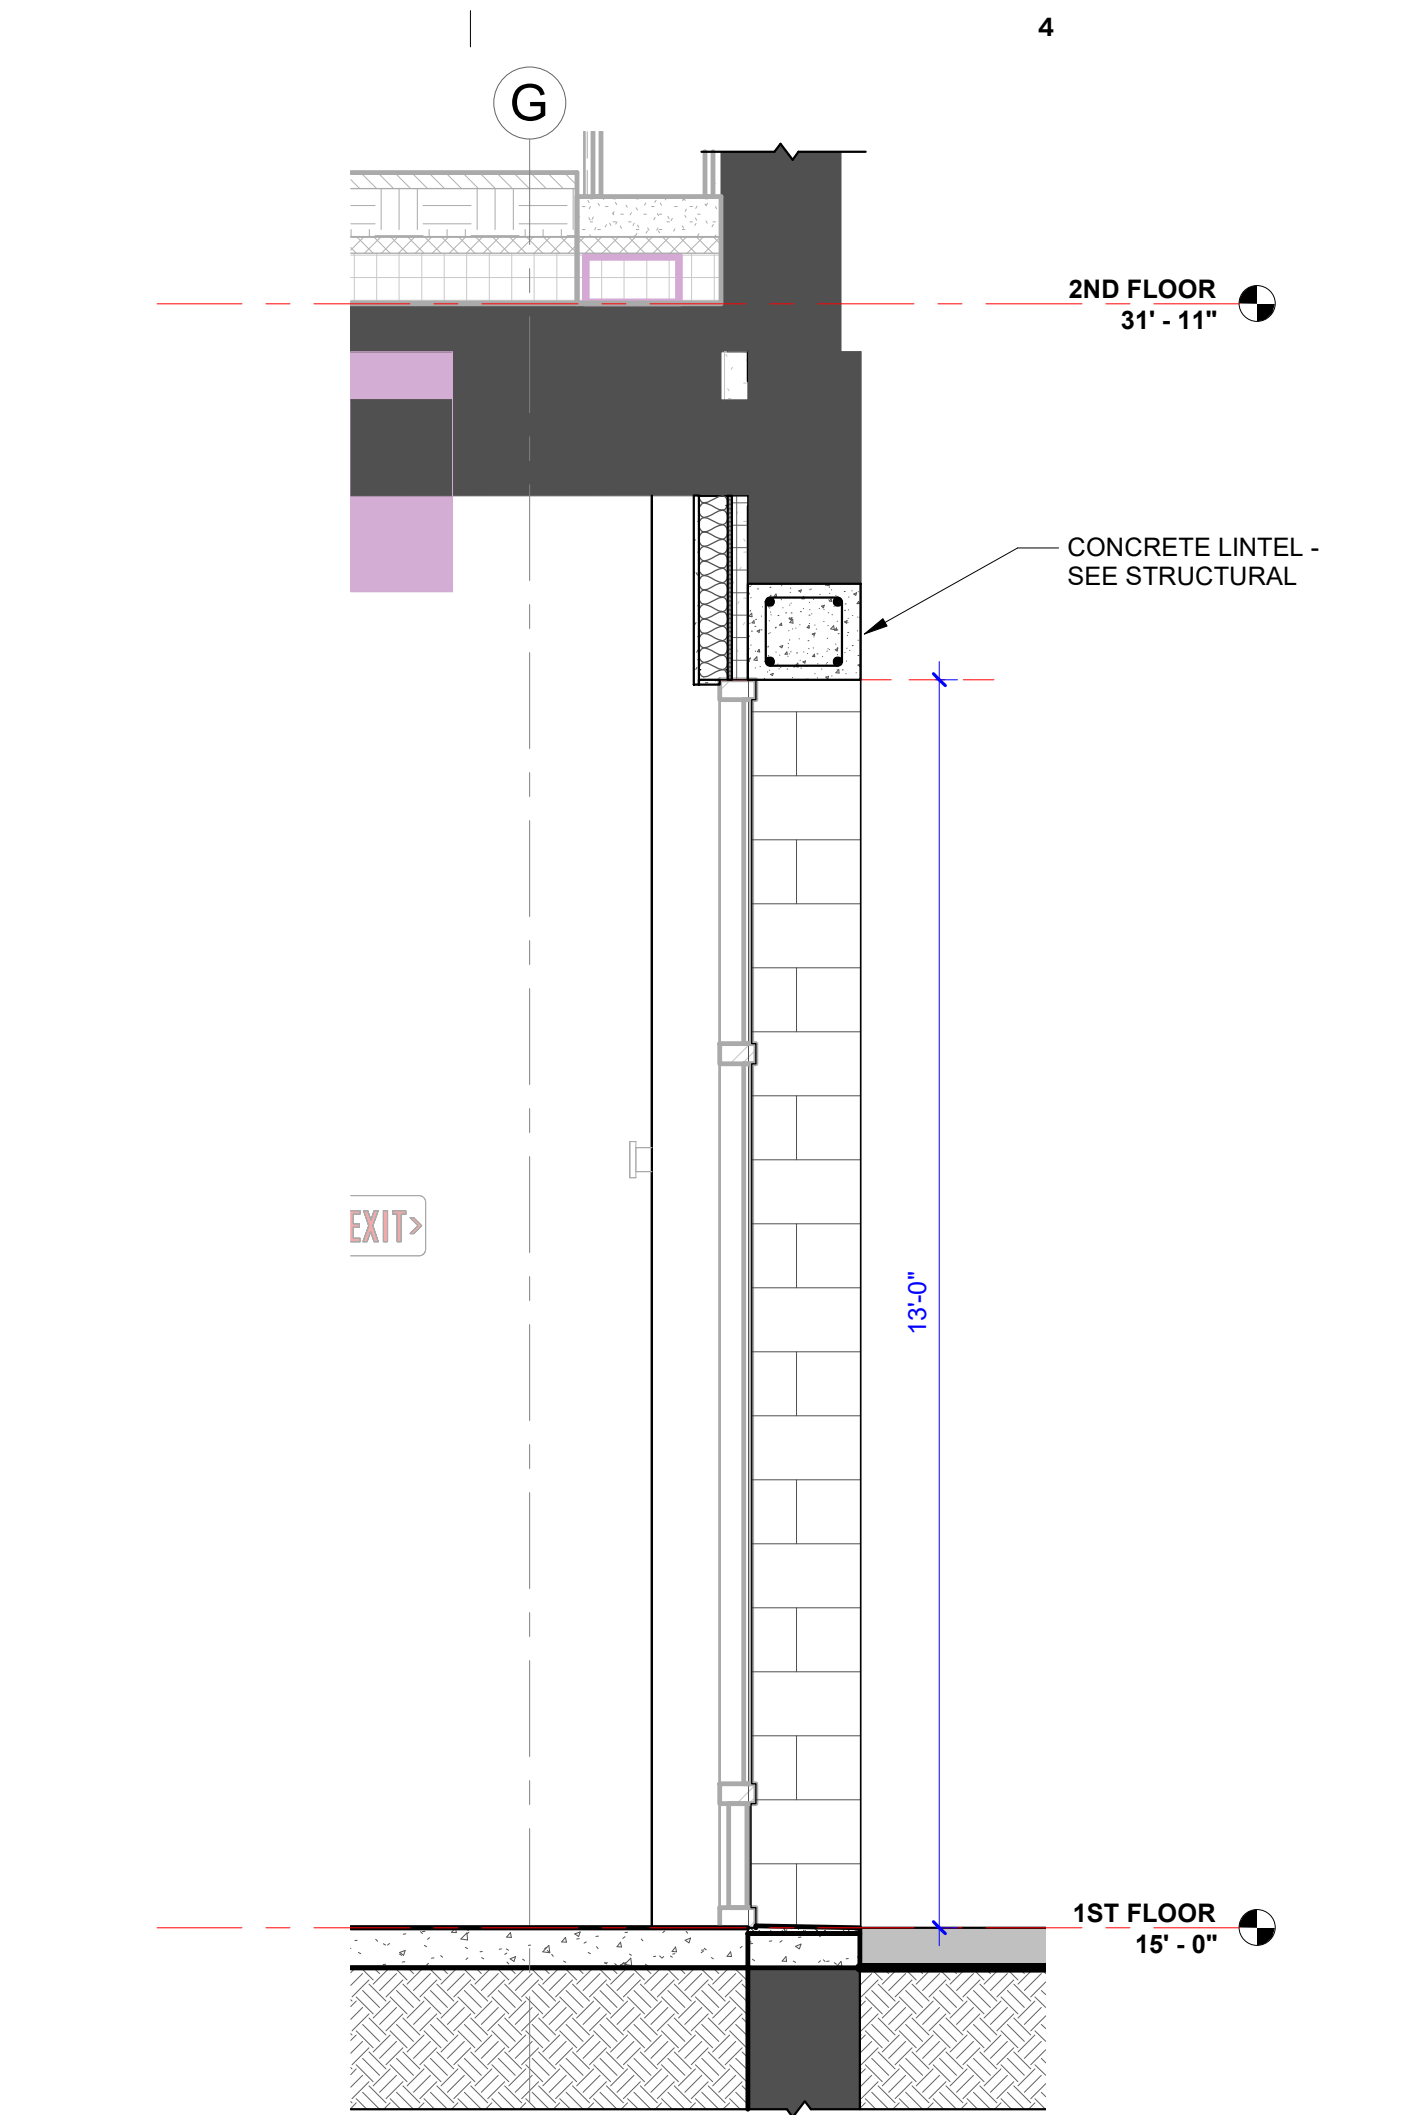 4
G
2ND FLOOR
31' - 11"
CONCRETE LINTEL -
SEE STRUCTURAL
EXIT>
13'-0"
1ST FLOOR
15' - 0"